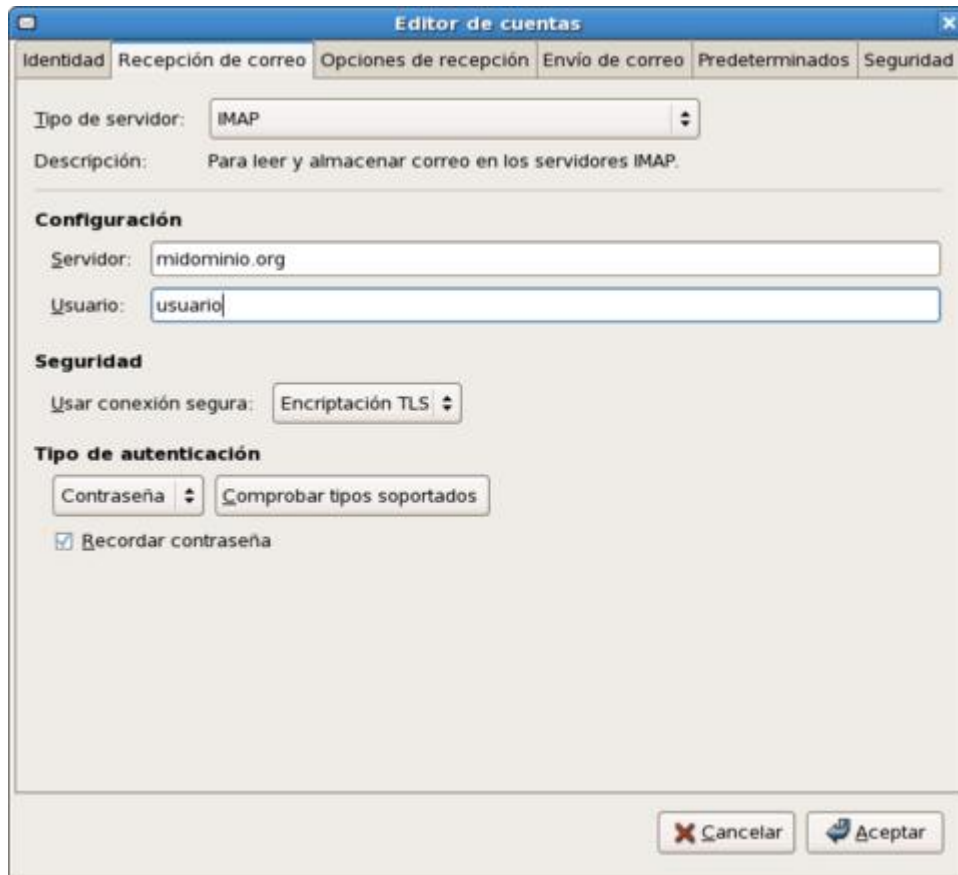 Editor de cuentas
Identidad Recepción de correo Opciones de recepción Envío de correo Predeterminados Seguridad
Tipo de servidor: IMAP
Descripción: Para leer y almacenar correo en los servidores IMAP.
Configuración
Servidor: midominio.org
Usuario: usuario
Seguridad
Usar conexión segura: Encriptación TLS
Tipo de autenticación
Contraseña Comprobar tipos soportados
Recordar contraseña
Cancelar Aceptar